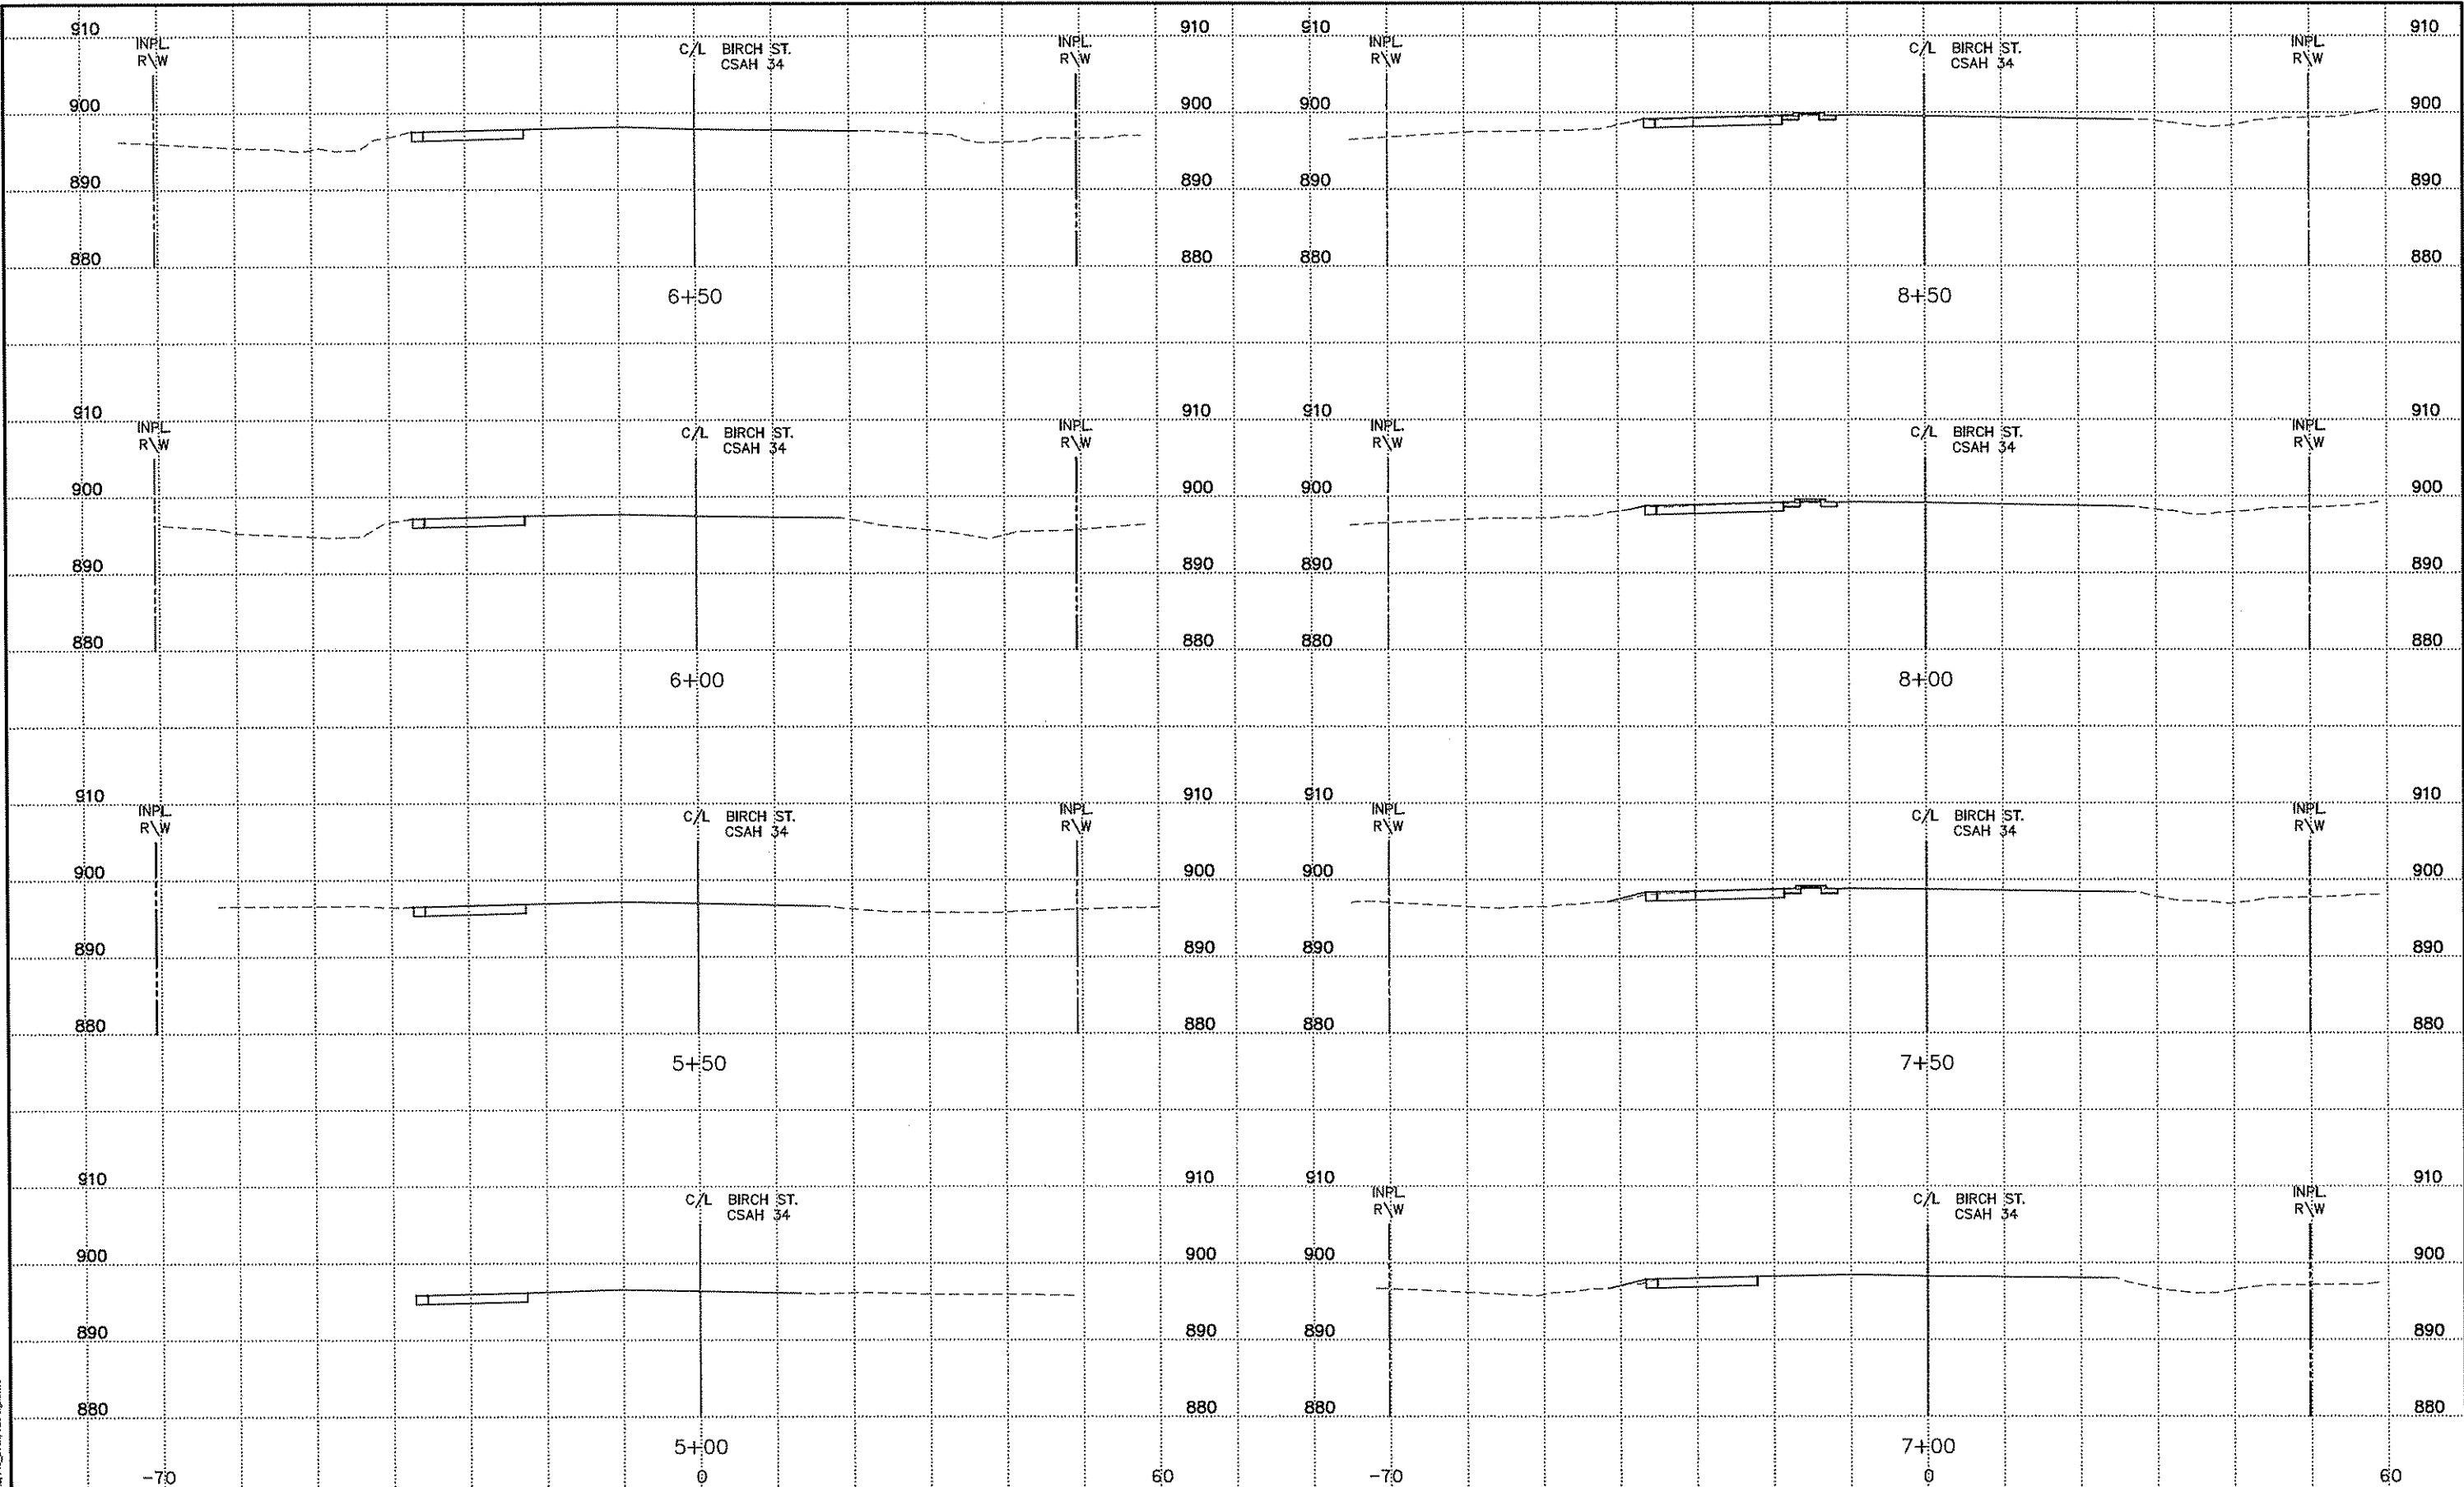 910 910 910 910
INPL. R\W C/L BIRCH ST. CSAH 34 INPL. R\W INPL. R\W C/L BIRCH ST. CSAH 34 INPL. R\W
900 900 900 900
890 890 890 890
880 880 880 880
6+50 8+50
910 910 910 910
INPL. R\W C/L BIRCH ST. CSAH 34 INPL. R\W INPL. R\W C/L BIRCH ST. CSAH 34 INPL. R\W
900 900 900 900
890 890 890 890
880 880 880 880
6+00 8+00
910 910 910 910
INPL. R\W C/L BIRCH ST. CSAH 34 INPL. R\W INPL. R\W C/L BIRCH ST. CSAH 34 INPL. R\W
900 900 900 900
890 890 890 890
880 880 880 880
5+50 7+50
910 910 910 910
C/L BIRCH ST. CSAH 34 INPL. R\W C/L BIRCH ST. CSAH 34 INPL. R\W
900 900 900 900
890 890 890 890
880 880 880 880
5+00 7+00
-70 0 60 -70 0 60